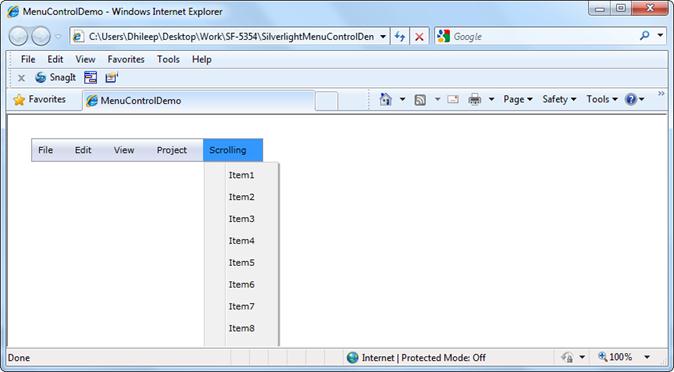 MenuControlDemo - Windows Internet Explorer
C:\Users\Dhileep\Desktop\Work\SF-5354\SilverlightMenuControlDen
Google
File Edit View Favorites Tools Help
x SnagIt
Favorites MenuControlDemo Page Safety Tools
File Edit View Project Scrolling
Item1
Item2
Item3
Item4
Item5
Item6
Item7
Item8
Done Internet | Protected Mode: Off 100%